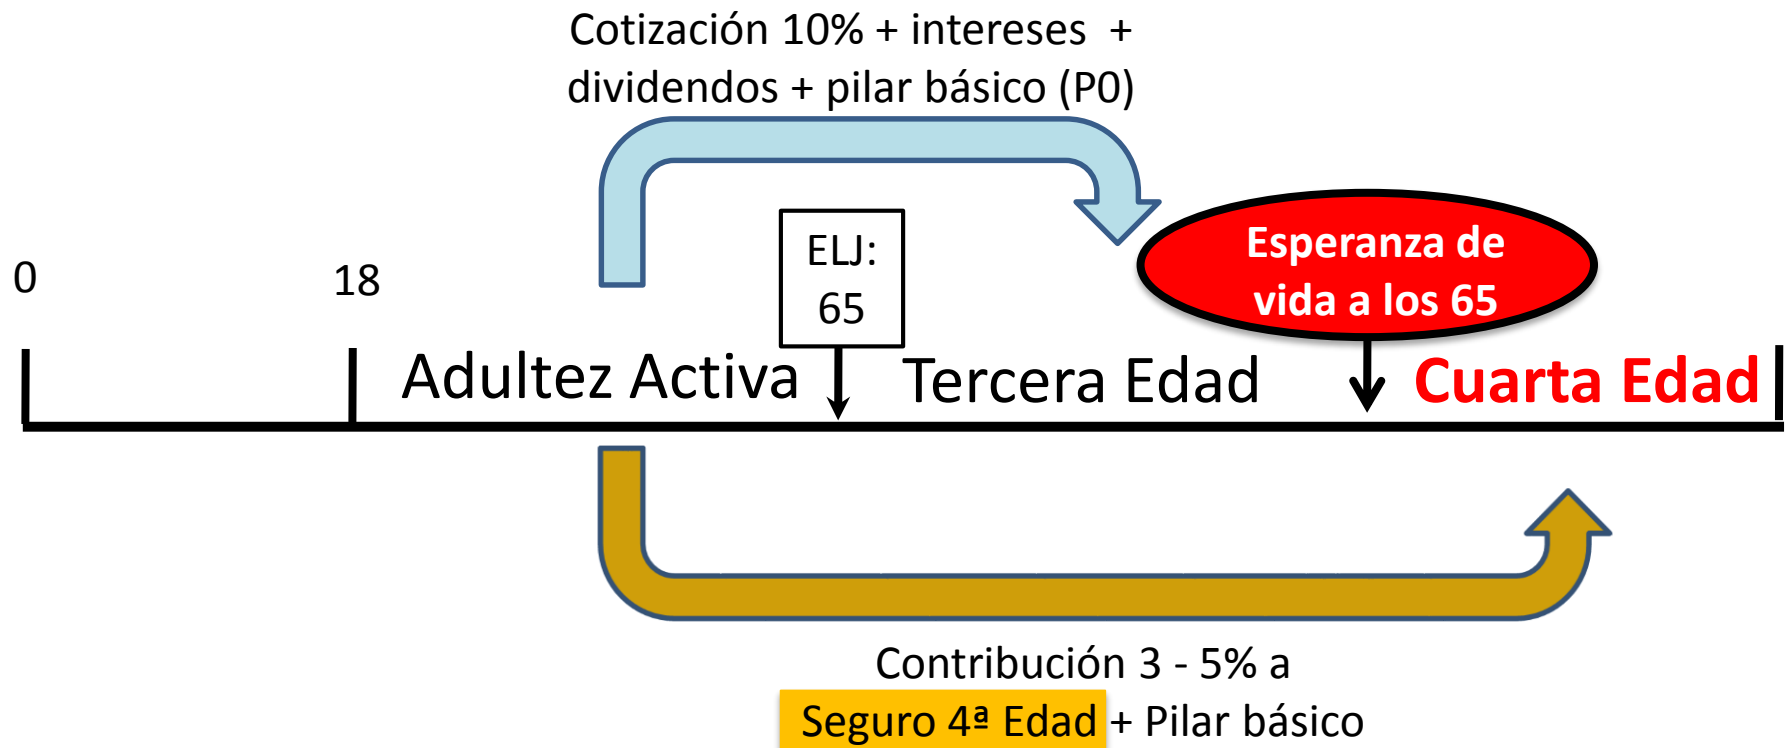 Cotización 10% + intereses +
dividendos + pilar básico (P0)
ELJ:
65
Esperanza de
vida a los 65
0
18
Adultez Activa
Tercera Edad
Cuarta Edad
Contribución 3 - 5% a
Seguro 4ª Edad + Pilar básico